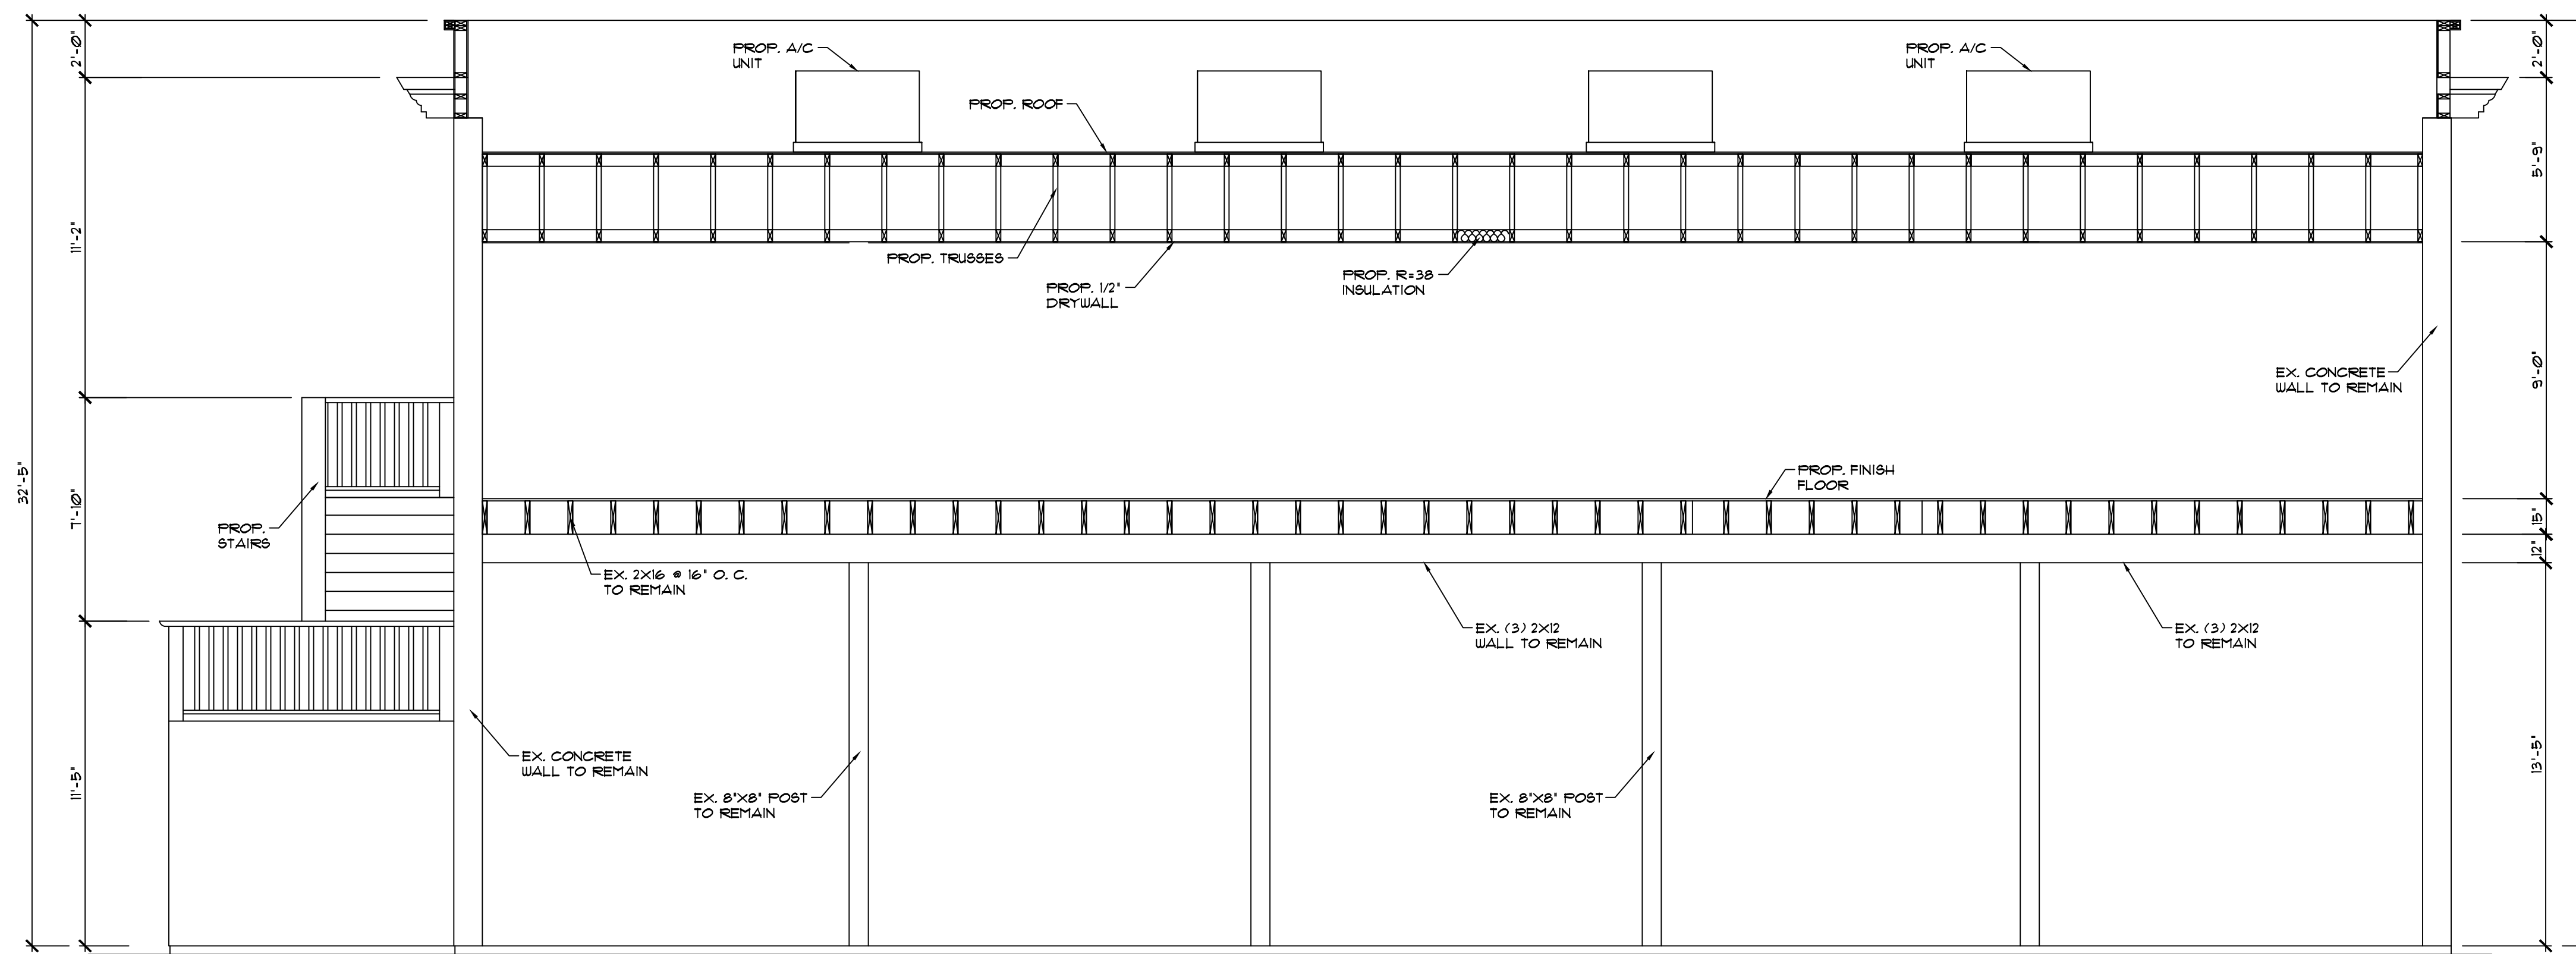 2'-0"
11'-2"
32'-5"
7'-10"
11'-5"
PROP. A/C
UNIT
PROP. ROOF
PROP. A/C
UNIT
PROP. TRUSSES
PROP. 1/2"
DRYWALL
PROP. R=38
INSULATION
EX. CONCRETE
WALL TO REMAIN
PROP. FINISH
FLOOR
PROP.
STAIRS
EX. 2X16 @ 16" O. C.
TO REMAIN
EX. (3) 2X12
WALL TO REMAIN
EX. (3) 2X12
TO REMAIN
EX. CONCRETE
WALL TO REMAIN
EX. 8"X8" POST
TO REMAIN
EX. 8"X8" POST
TO REMAIN
2'-0"
5'-9"
9'-0"
15"
12"
13'-5"